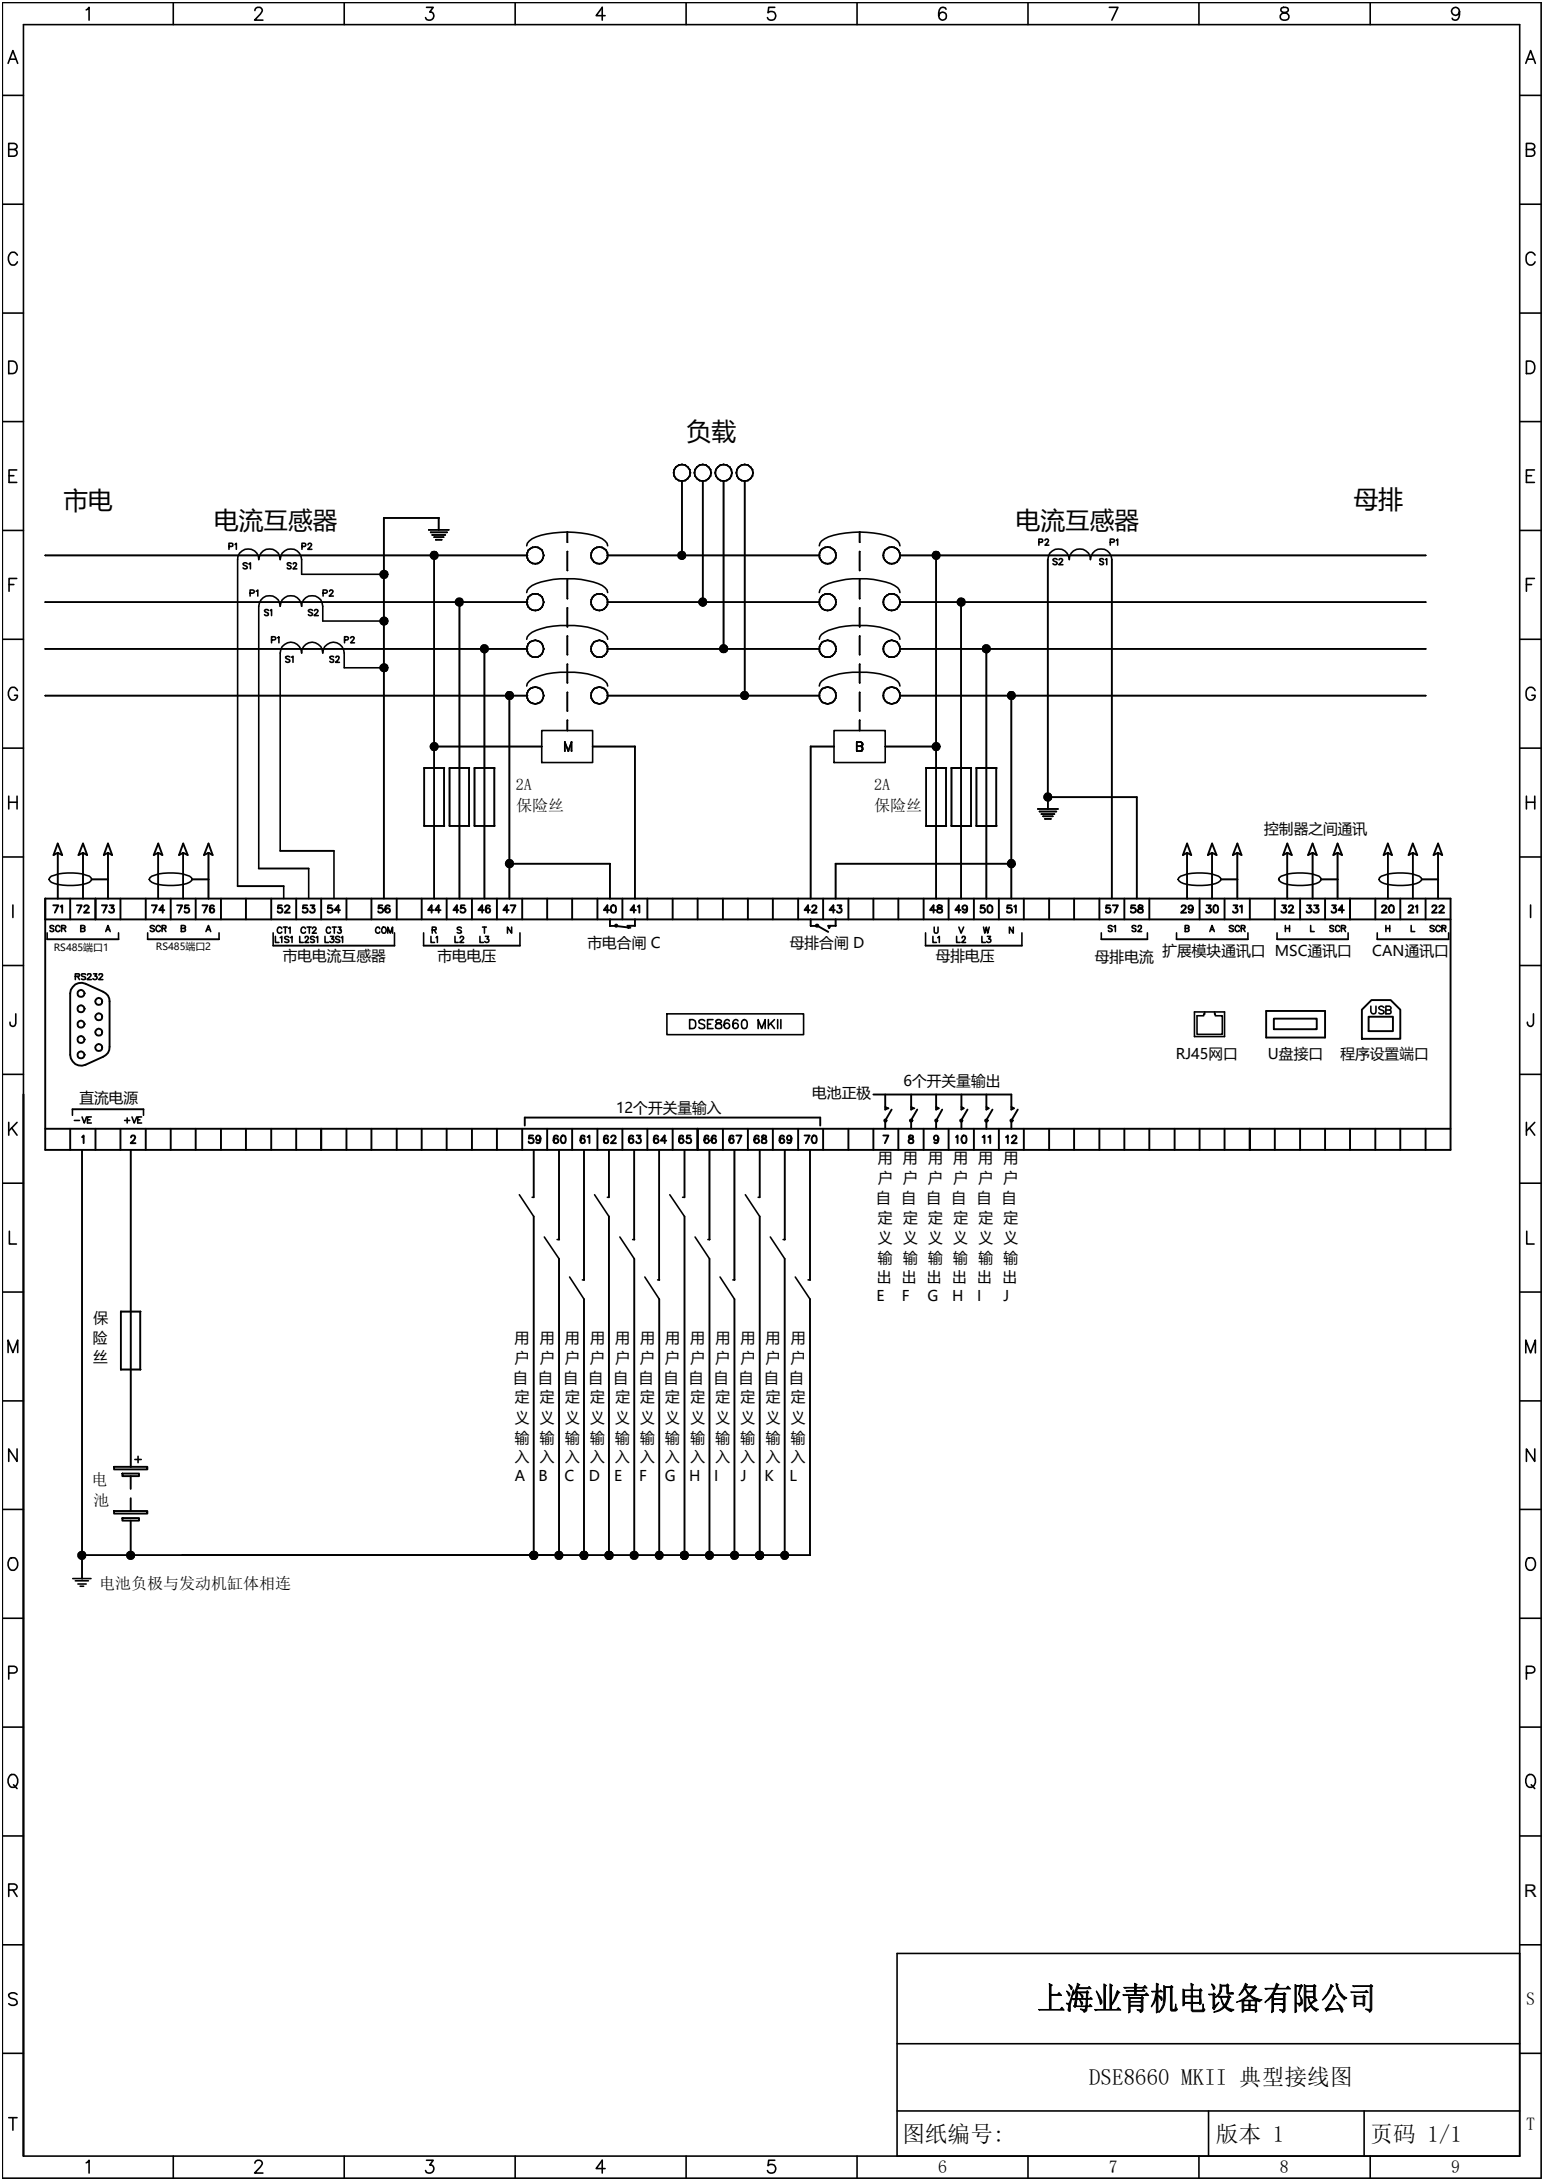 1 2 3 4 5 6 7 8 9
A A
B B
C C
D D
负载
E E
市电 母排
电流互感器 电流互感器
P1 P2 P2 P1
S1 S2 S2 S1
F F
P1 P2
S1 S2
P1 P2
S1 S2
G G
M B
2A 2A
保险丝 保险丝
H H
控制器之间通讯
I I
71 72 73 74 75 76 52 53 54 56 44 45 46 47 40 41 42 43 48 49 50 51 57 58 29 30 31 32 33 34 20 21 22
SCR B A SCR B A CT1 CT2 CT3 COM R S T N U V W N S1 S2 B A SCR H L SCR H L SCR
L1S1 L2S1 L3S1 L1 L2 L3 L1 L2 L3
RS485端口1 RS485端口2 市电电流互感器 市电电压 市电合闸 C 母排合闸 D 母排电压 母排电流 扩展模块通讯口 MSC通讯口 CAN通讯口
RS232
USB
J J
DSE8660 MKII
RJ45网口 U盘接口 程序设置端口
直流电源 12个开关量输入 电池正极 6个开关量输出
-VE +VE
K K
1 2 59 60 61 62 63 64 65 66 67 68 69 70 7 8 9 10 11 12
用户自定义输出E
用户自定义输出F
用户自定义输出G
用户自定义输出H
用户自定义输出I
用户自定义输出J
L L
保险丝
M M
用户自定义输入A
用户自定义输入B
用户自定义输入C
用户自定义输入D
用户自定义输入E
用户自定义输入F
用户自定义输入G
用户自定义输入H
用户自定义输入I
用户自定义输入J
用户自定义输入K
用户自定义输入L
N N
+
电池
O O
电池负极与发动机缸体相连
P P
Q Q
R R
S S
上海业青机电设备有限公司
DSE8660 MKII 典型接线图
T T
图纸编号: 版本 1 页码 1/1
1 2 3 4 5 6 7 8 9